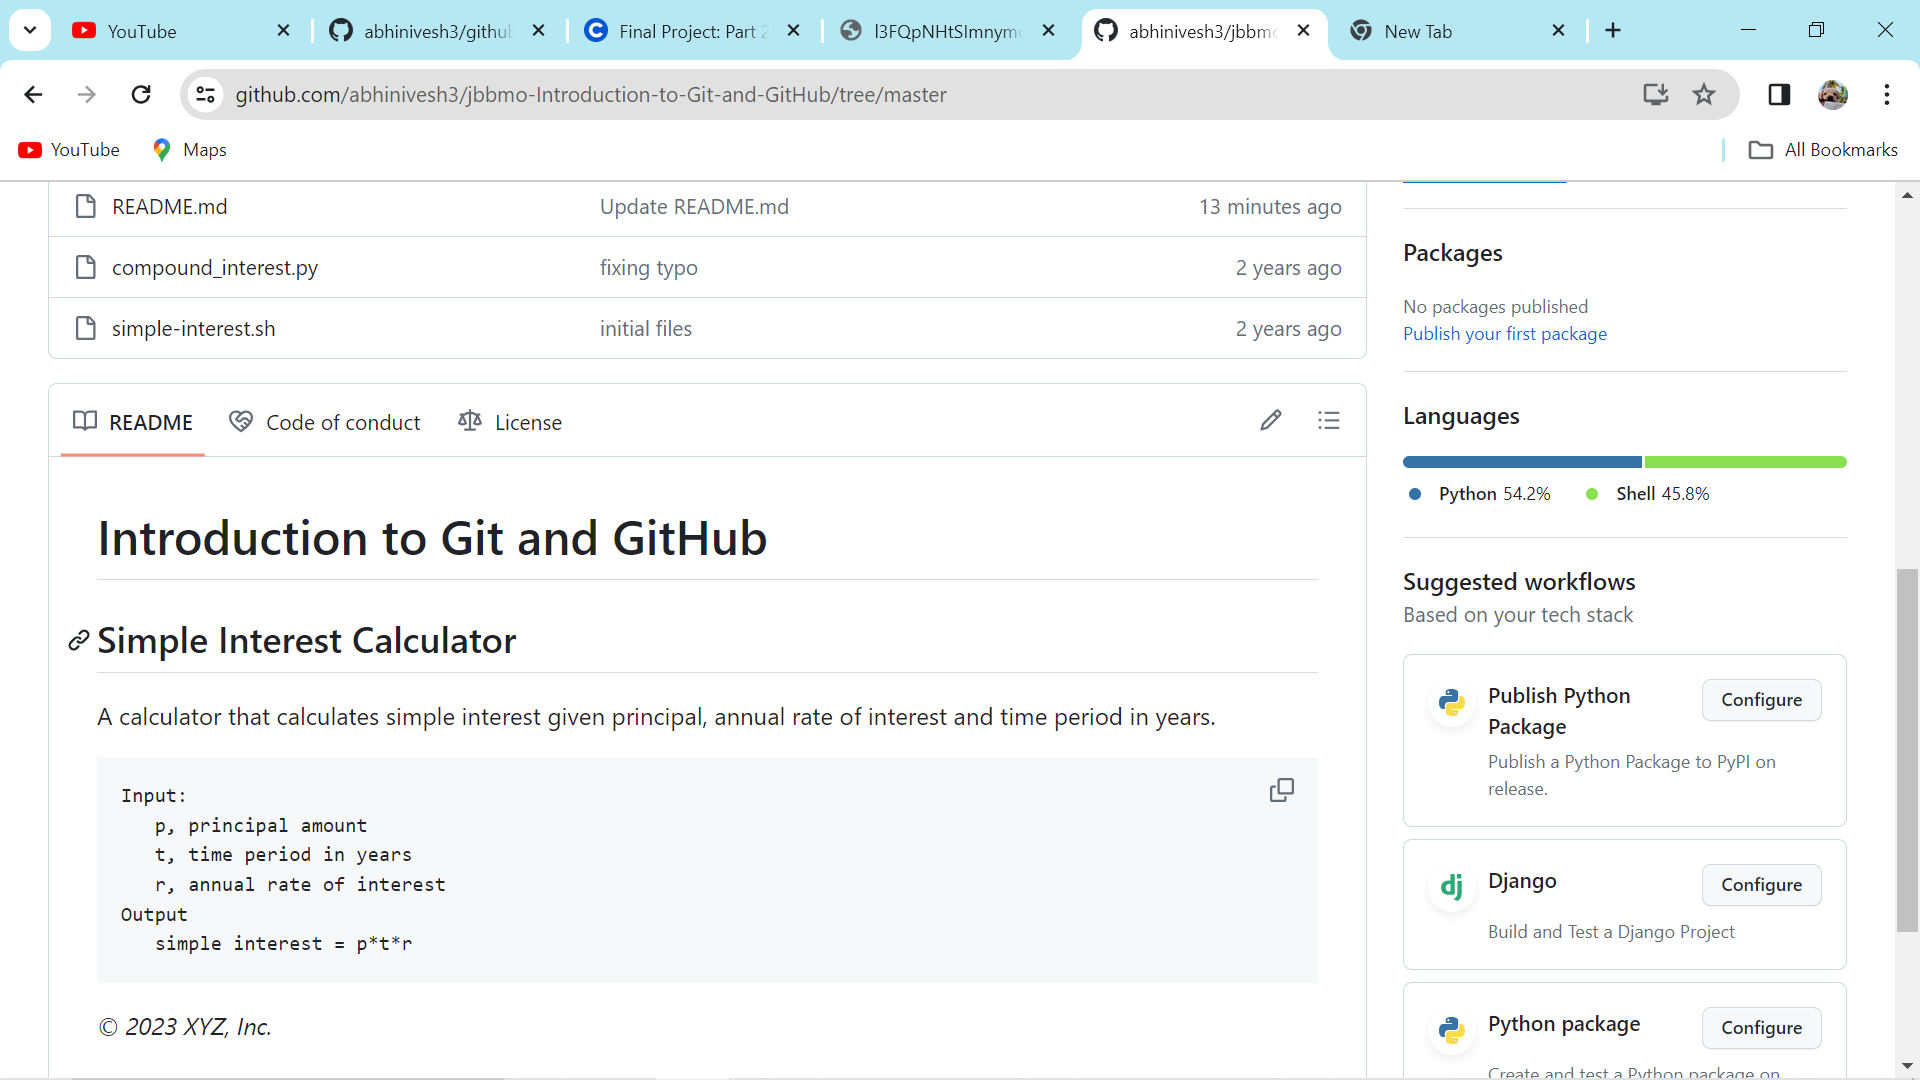 YouTube
abhinivesh3/github
Final Project: Part 2
l3FQpNHtSImnymo
abhinivesh3/jbbmo
New Tab
github.com/abhinivesh3/jbbmo-Introduction-to-Git-and-GitHub/tree/master
YouTube
Maps
All Bookmarks
README.md
Update README.md
13 minutes ago
compound_interest.py
fixing typo
2 years ago
simple-interest.sh
initial files
2 years ago
README
Code of conduct
License
Introduction to Git and GitHub
Simple Interest Calculator
A calculator that calculates simple interest given principal, annual rate of interest and time period in years.
Input:
p, principal amount
t, time period in years
r, annual rate of interest
Output
simple interest = p*t*r
© 2023 XYZ, Inc.
Packages
No packages published
Publish your first package
Languages
Python 54.2%
Shell 45.8%
Suggested workflows
Based on your tech stack
Publish Python
Package
Configure
Publish a Python Package to PyPI on
release.
dj
Django
Configure
Build and Test a Django Project
Python package
Configure
Create and test a Python package on